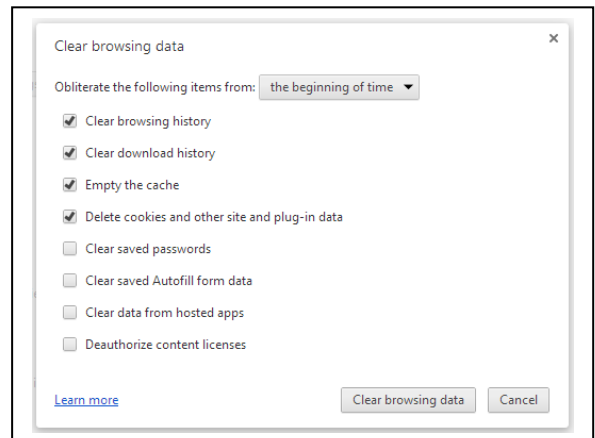 Clear browsing data
Obliterate the following items from: the beginning of time
Clear browsing history
Clear download history
Empty the cache
Delete cookies and other site and plug-in data
Clear saved passwords
Clear saved Autofill form data
Clear data from hosted apps
Deauthorize content licenses
Learn more Clear browsing data Cancel